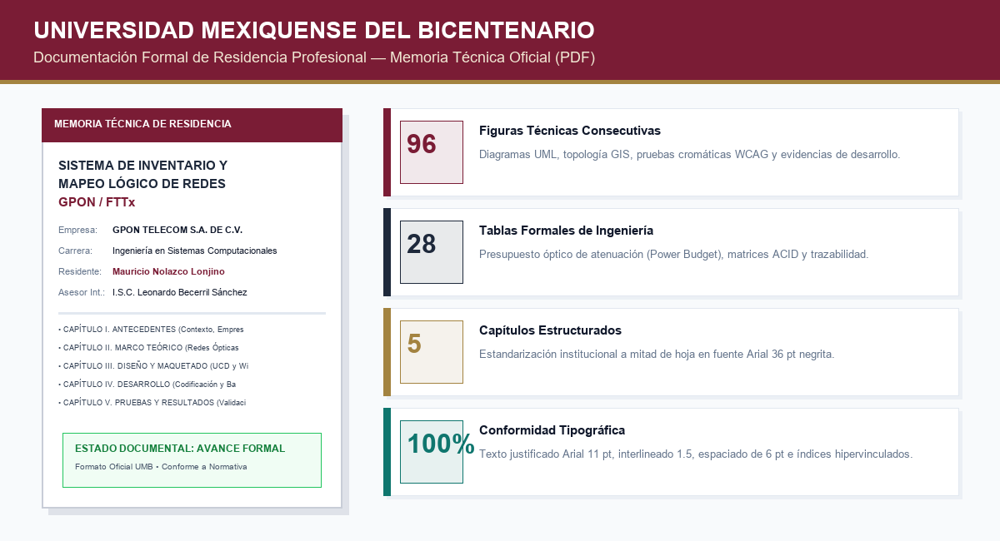 UNIVERSIDAD MEXIQUENSE DEL BICENTENARIO
Documentación Formal de Residencia Profesional — Memoria Técnica Oficial (PDF)
MEMORIA TÉCNICA DE RESIDENCIA
SISTEMA DE INVENTARIO Y
MAPEO LÓGICO DE REDES
GPON / FTTx
Empresa: GPON TELECOM S.A. DE C.V.
Carrera: Ingeniería en Sistemas Computacionales
Residente: Mauricio Nolazco Lonjino
Asesor Int.: I.S.C. Leonardo Becerril Sánchez
• CAPÍTULO I. ANTECEDENTES (Contexto, Empres
• CAPÍTULO II. MARCO TEÓRICO (Redes Ópticas
• CAPÍTULO III. DISEÑO Y MAQUETADO (UCD y Wi
• CAPÍTULO IV. DESARROLLO (Codificación y Ba
• CAPÍTULO V. PRUEBAS Y RESULTADOS (Validaci
ESTADO DOCUMENTAL: AVANCE FORMAL
Formato Oficial UMB • Conforme a Normativa
96
Figuras Técnicas Consecutivas
Diagramas UML, topología GIS, pruebas cromáticas WCAG y evidencias de desarrollo.
28
Tablas Formales de Ingeniería
Presupuesto óptico de atenuación (Power Budget), matrices ACID y trazabilidad.
5
Capítulos Estructurados
Estandarización institucional a mitad de hoja en fuente Arial 36 pt negrita.
100%
Conformidad Tipográfica
Texto justificado Arial 11 pt, interlineado 1.5, espaciado de 6 pt e índices hipervinculados.